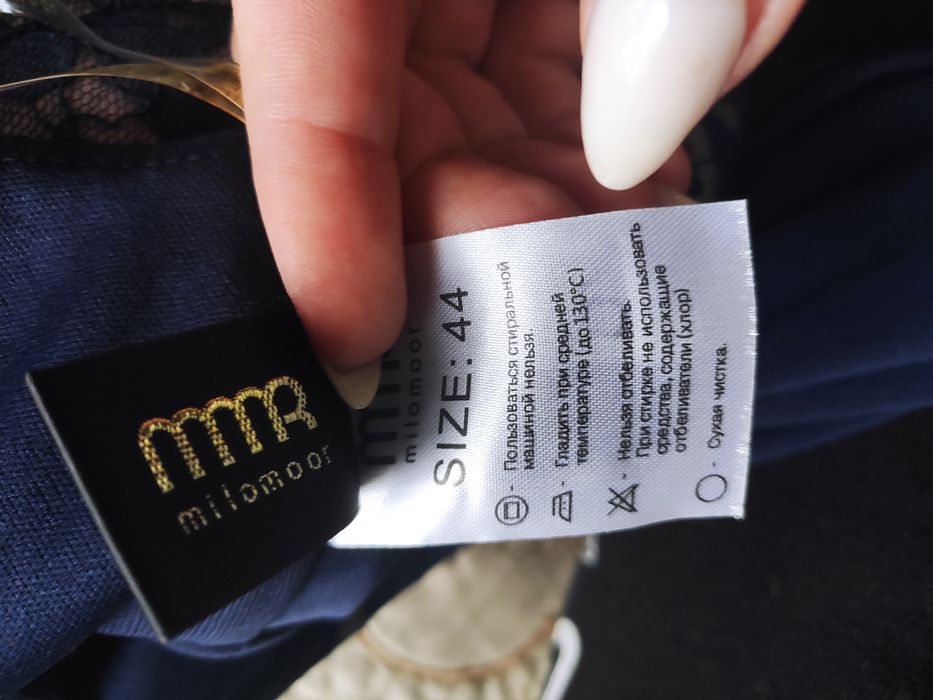 milomoor
milomoor
SIZE: 44
- Пользоваться стиральной
машиной нельзя.
- Гладить при средней
температуре (до 130°С)
- Нельзя отбеливать.
При стирке не использовать
средства, содержащие
отбеливатели (хлор)
- Сухая чистка.